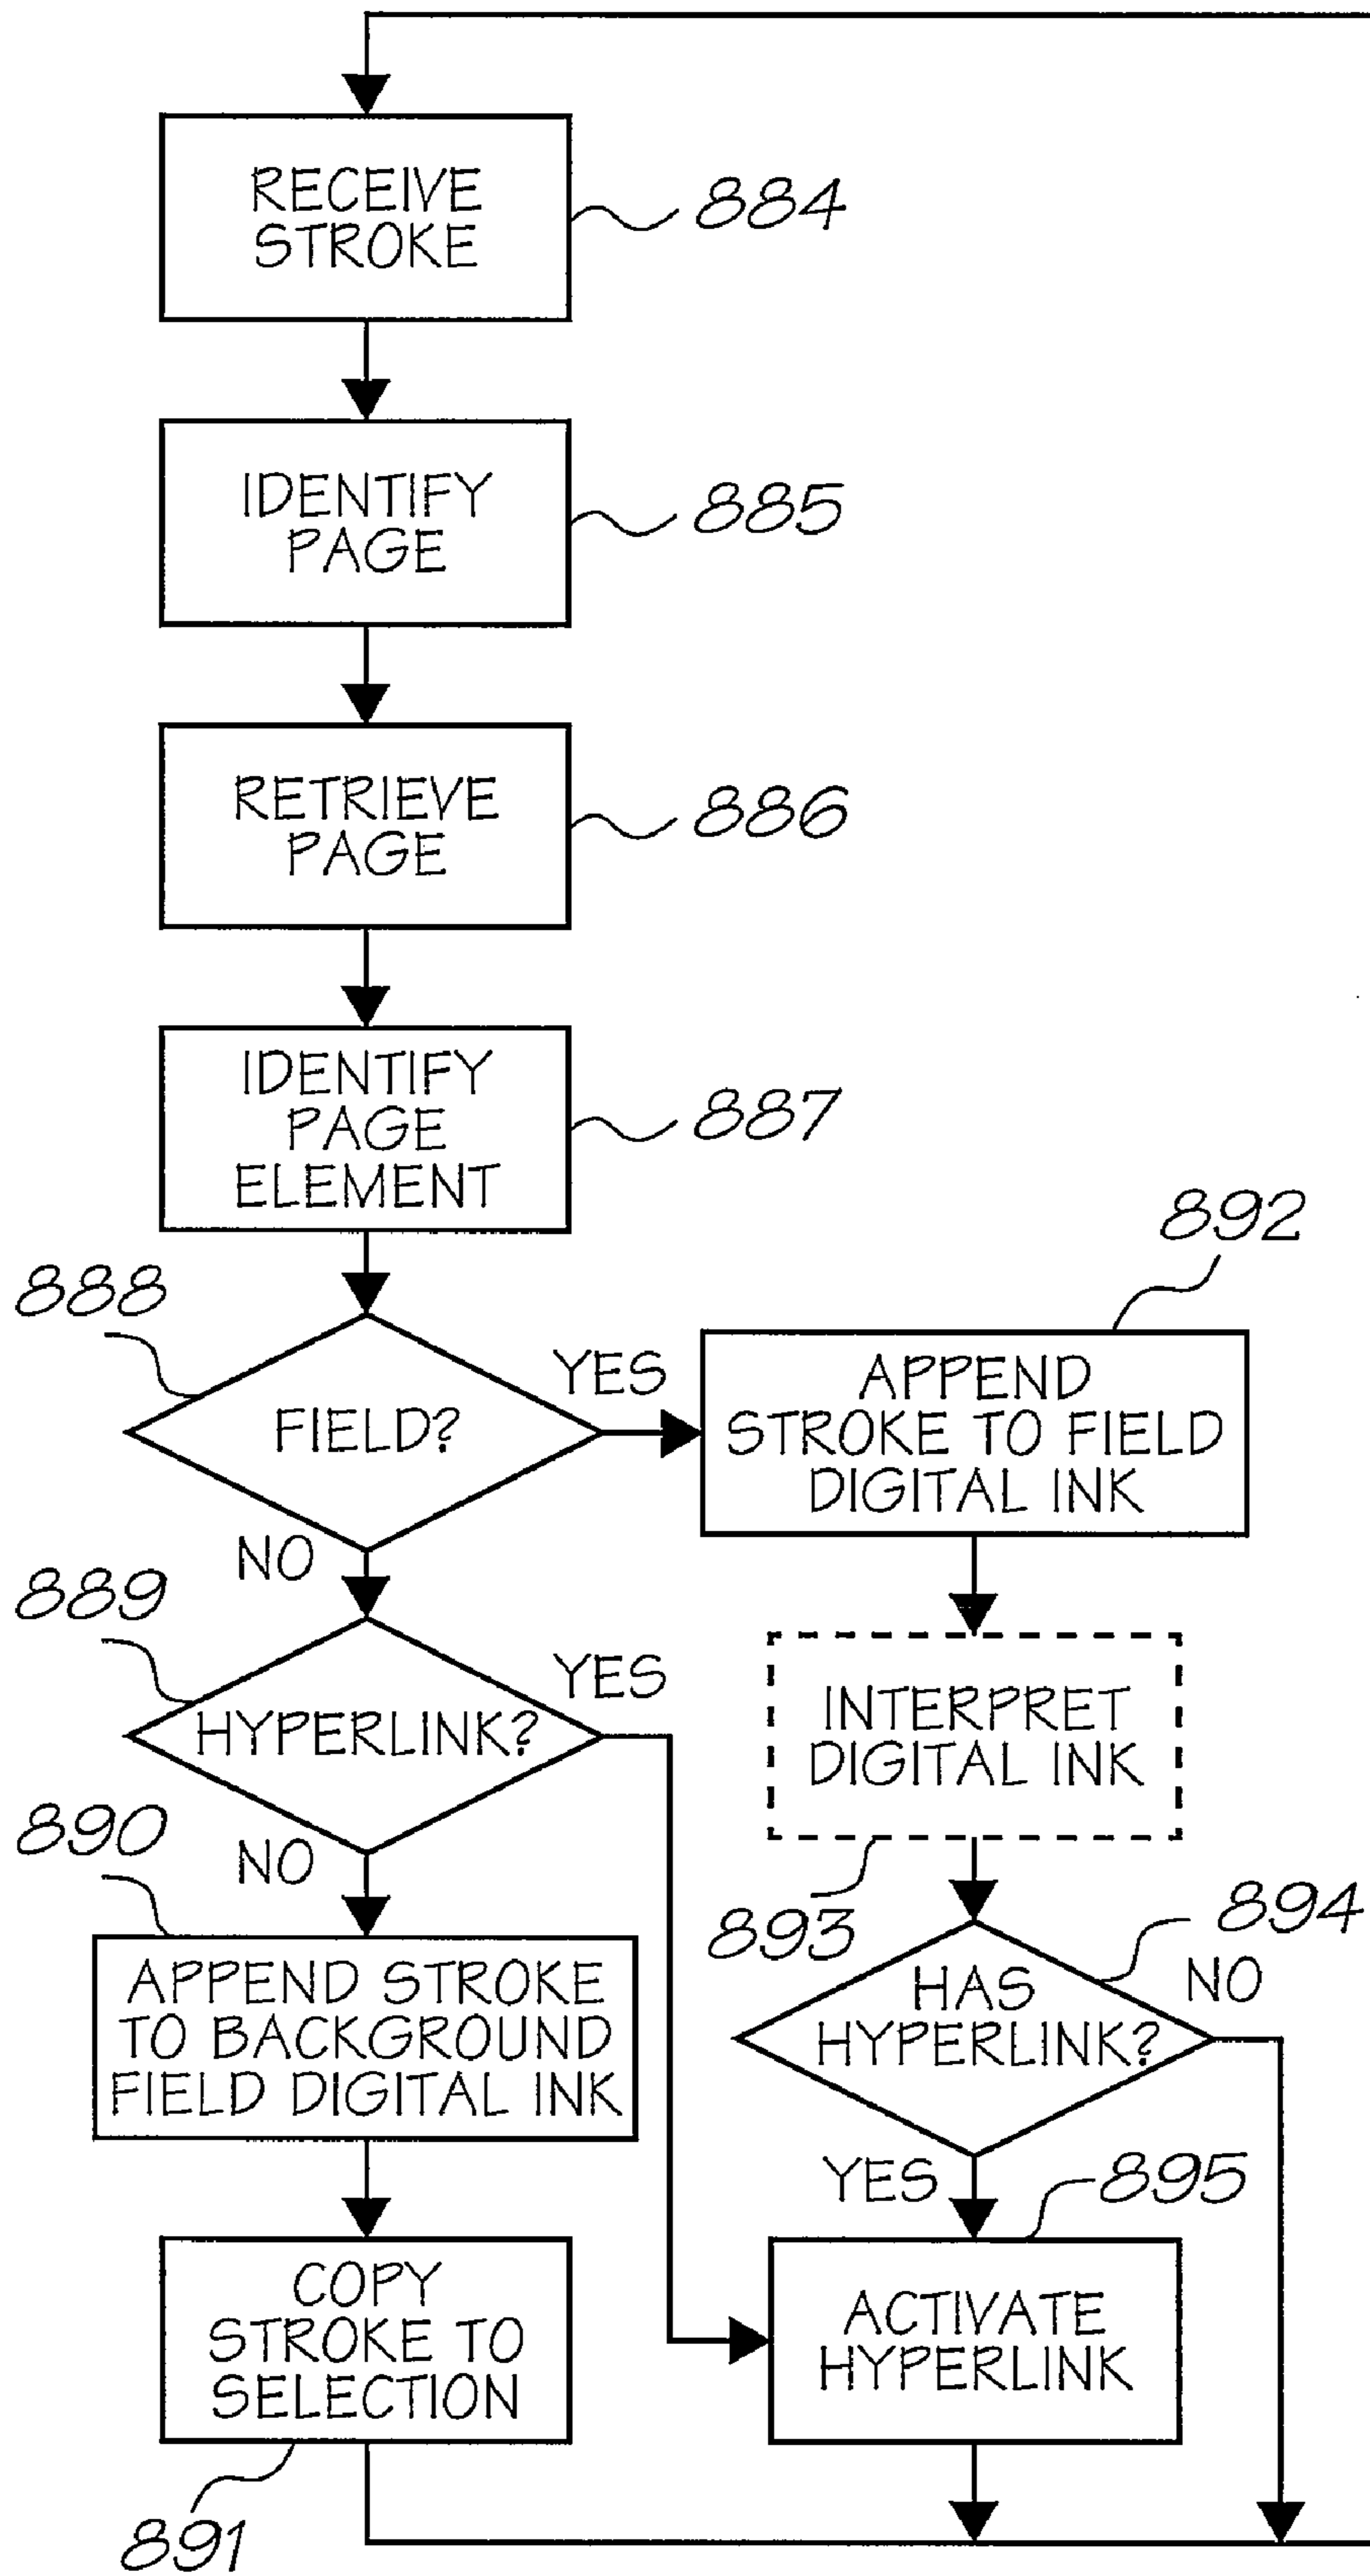 RECEIVE
STROKE
884
IDENTIFY
PAGE
885
RETRIEVE
PAGE
886
IDENTIFY
PAGE
ELEMENT
887
888
FIELD?
YES
NO
892
APPEND
STROKE TO FIELD
DIGITAL INK
889
HYPERLINK?
YES
NO
INTERPRET
DIGITAL INK
893
890
APPEND STROKE
TO BACKGROUND
FIELD DIGITAL INK
894
HAS
HYPERLINK?
NO
YES
895
COPY
STROKE TO
SELECTION
891
ACTIVATE
HYPERLINK